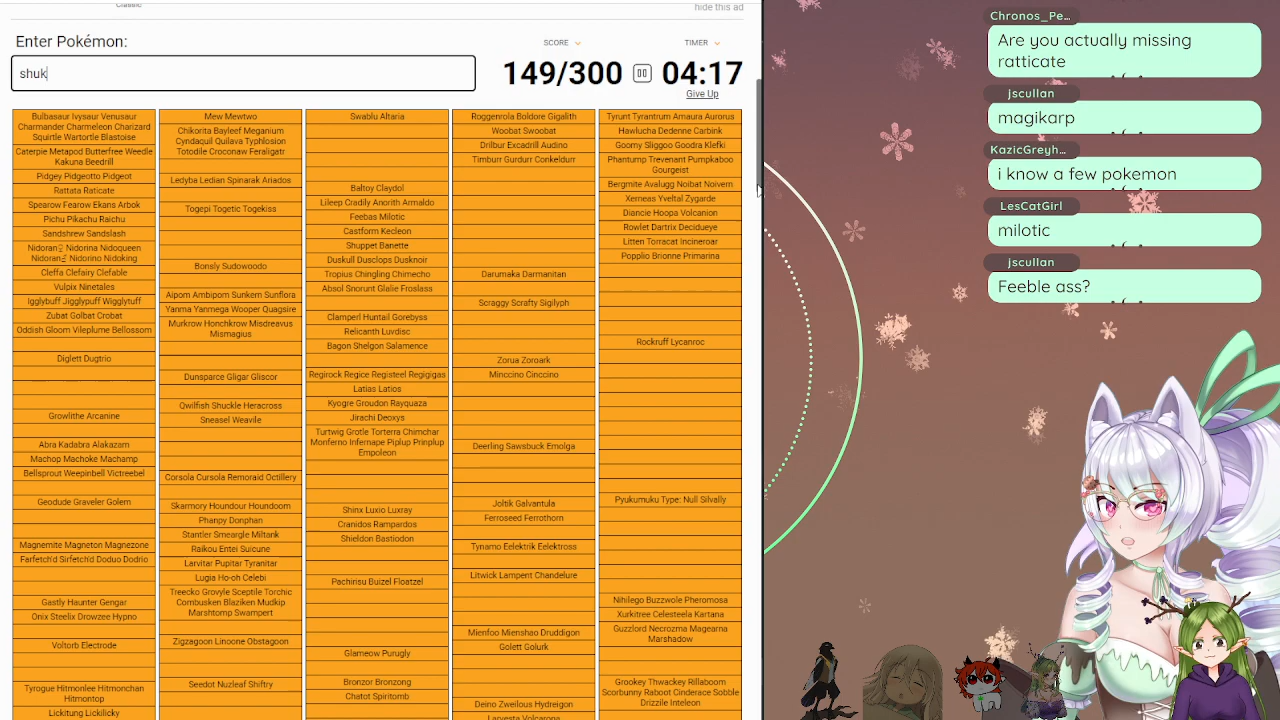 Classic
hide this ad
Enter Pokémon:
SCORE
TIMER
shuk
149/300
04:17
Give Up
Bulbasaur Ivysaur Venusaur
Charmander Charmeleon Charizard
Squirtle Wartortle Blastoise
Caterpie Metapod Butterfree Weedle
Kakuna Beedrill
Pidgey Pidgeotto Pidgeot
Rattata Raticate
Spearow Fearow Ekans Arbok
Pichu Pikachu Raichu
Sandshrew Sandslash
Nidoran♀ Nidorina Nidoqueen
Nidoran♂ Nidorino Nidoking
Cleffa Clefairy Clefable
Vulpix Ninetales
Igglybuff Jigglypuff Wigglytuff
Zubat Golbat Crobat
Oddish Gloom Vileplume Bellossom
Diglett Dugtrio
Growlithe Arcanine
Abra Kadabra Alakazam
Machop Machoke Machamp
Bellsprout Weepinbell Victreebel
Geodude Graveler Golem
Magnemite Magneton Magnezone
Farfetch'd Sirfetch'd Doduo Dodrio
Gastly Haunter Gengar
Onix Steelix Drowzee Hypno
Voltorb Electrode
Tyrogue Hitmonlee Hitmonchan
Hitmontop
Lickitung Lickilicky
Mew Mewtwo
Chikorita Bayleef Meganium
Cyndaquil Quilava Typhlosion
Totodile Croconaw Feraligatr
Ledyba Ledian Spinarak Ariados
Togepi Togetic Togekiss
Bonsly Sudowoodo
Aipom Ambipom Sunkern Sunflora
Yanma Yanmega Wooper Quagsire
Murkrow Honchkrow Misdreavus
Mismagius
Dunsparce Gligar Gliscor
Qwilfish Shuckle Heracross
Sneasel Weavile
Corsola Cursola Remoraid Octillery
Skarmory Houndour Houndoom
Phanpy Donphan
Stantler Smeargle Miltank
Raikou Entei Suicune
Larvitar Pupitar Tyranitar
Lugia Ho-oh Celebi
Treecko Grovyle Sceptile Torchic
Combusken Blaziken Mudkip
Marshtomp Swampert
Zigzagoon Linoone Obstagoon
Seedot Nuzleaf Shiftry
Swablu Altaria
Baltoy Claydol
Lileep Cradily Anorith Armaldo
Feebas Milotic
Castform Kecleon
Shuppet Banette
Duskull Dusclops Dusknoir
Tropius Chingling Chimecho
Absol Snorunt Glalie Froslass
Clamperl Huntail Gorebyss
Relicanth Luvdisc
Bagon Shelgon Salamence
Regirock Regice Registeel Regigigas
Latias Latios
Kyogre Groudon Rayquaza
Jirachi Deoxys
Turtwig Grotle Torterra Chimchar
Monferno Infernape Piplup Prinplup
Empoleon
Shinx Luxio Luxray
Cranidos Rampardos
Shieldon Bastiodon
Pachirisu Buizel Floatzel
Glameow Purugly
Bronzor Bronzong
Chatot Spiritomb
Roggenrola Boldore Gigalith
Woobat Swoobat
Drilbur Excadrill Audino
Timburr Gurdurr Conkeldurr
Darumaka Darmanitan
Scraggy Scrafty Sigilyph
Zorua Zoroark
Minccino Cinccino
Deerling Sawsbuck Emolga
Joltik Galvantula
Ferroseed Ferrothorn
Tynamo Eelektrik Eelektross
Litwick Lampent Chandelure
Mienfoo Mienshao Druddigon
Golett Golurk
Deino Zweilous Hydreigon
Larvesta Volcarona
Tyrunt Tyrantrum Amaura Aurorus
Hawlucha Dedenne Carbink
Goomy Sliggoo Goodra Klefki
Phantump Trevenant Pumpkaboo
Gourgeist
Bergmite Avalugg Noibat Noivern
Xerneas Yveltal Zygarde
Diancie Hoopa Volcanion
Rowlet Dartrix Decidueye
Litten Torracat Incineroar
Popplio Brionne Primarina
Rockruff Lycanroc
Pyukumuku Type: Null Silvally
Nihilego Buzzwole Pheromosa
Xurkitree Celesteela Kartana
Guzzlord Necrozma Magearna
Marshadow
Grookey Thwackey Rillaboom
Scorbunny Raboot Cinderace Sobble
Drizzile Inteleon
Chronos_Pe...
Are you actually missing
ratticate
jscullan
magikarp
KazicGreyh...
i know a few pokemon
LesCatGirl
milotic
jscullan
Feeble ass?